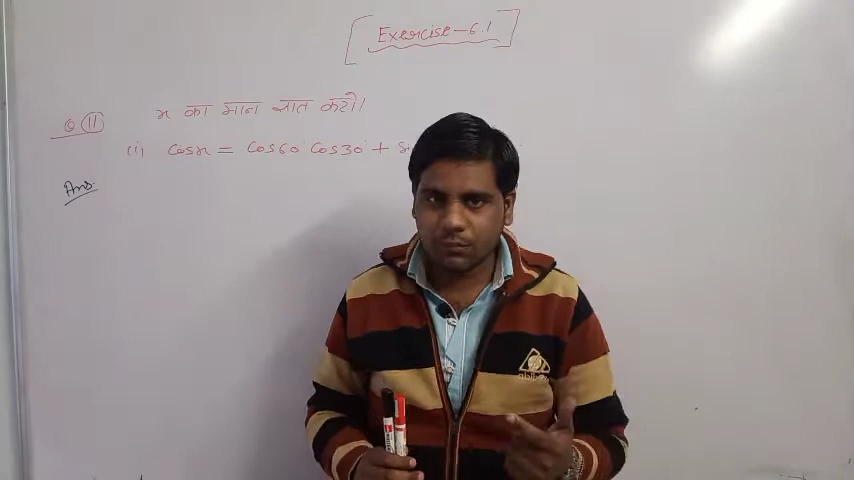 Exercise-6.1
Q 11 x का मान ज्ञात करो।
(i) Cosx = Cos60° Cos30° +
Ans.